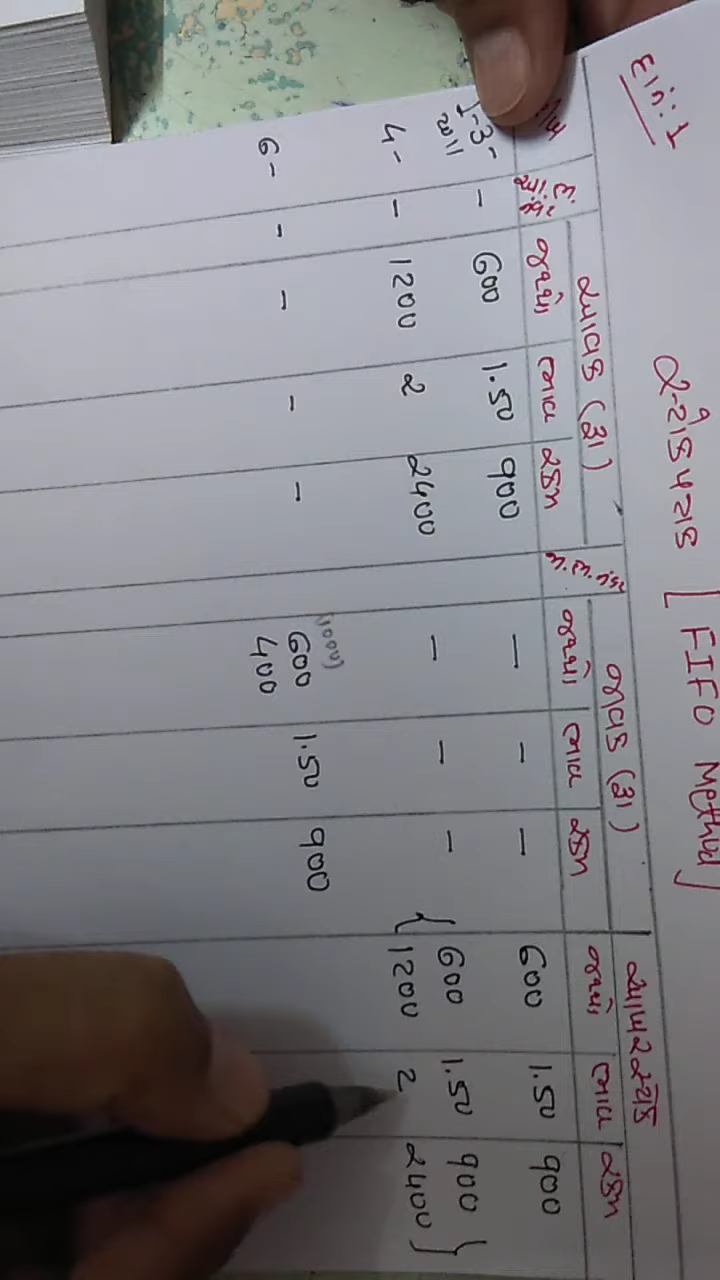 દા.: 1
સ્ટોકપત્રક [FIFO Method]
આવક (રૂ।) જાવક (રૂ।) આખરસ્ટોક
જથ્થો ભાવ રકમ જથ્થો ભાવ રકમ જથ્થો ભાવ રકમ
1-3- - 600 1.50 900 - - - 600 1.50 900
4- - 1200 2 2400 - - - { 600 1.50 900 }
1200 2 2400
(1000)
6- - - - - 600 1.50 900
400